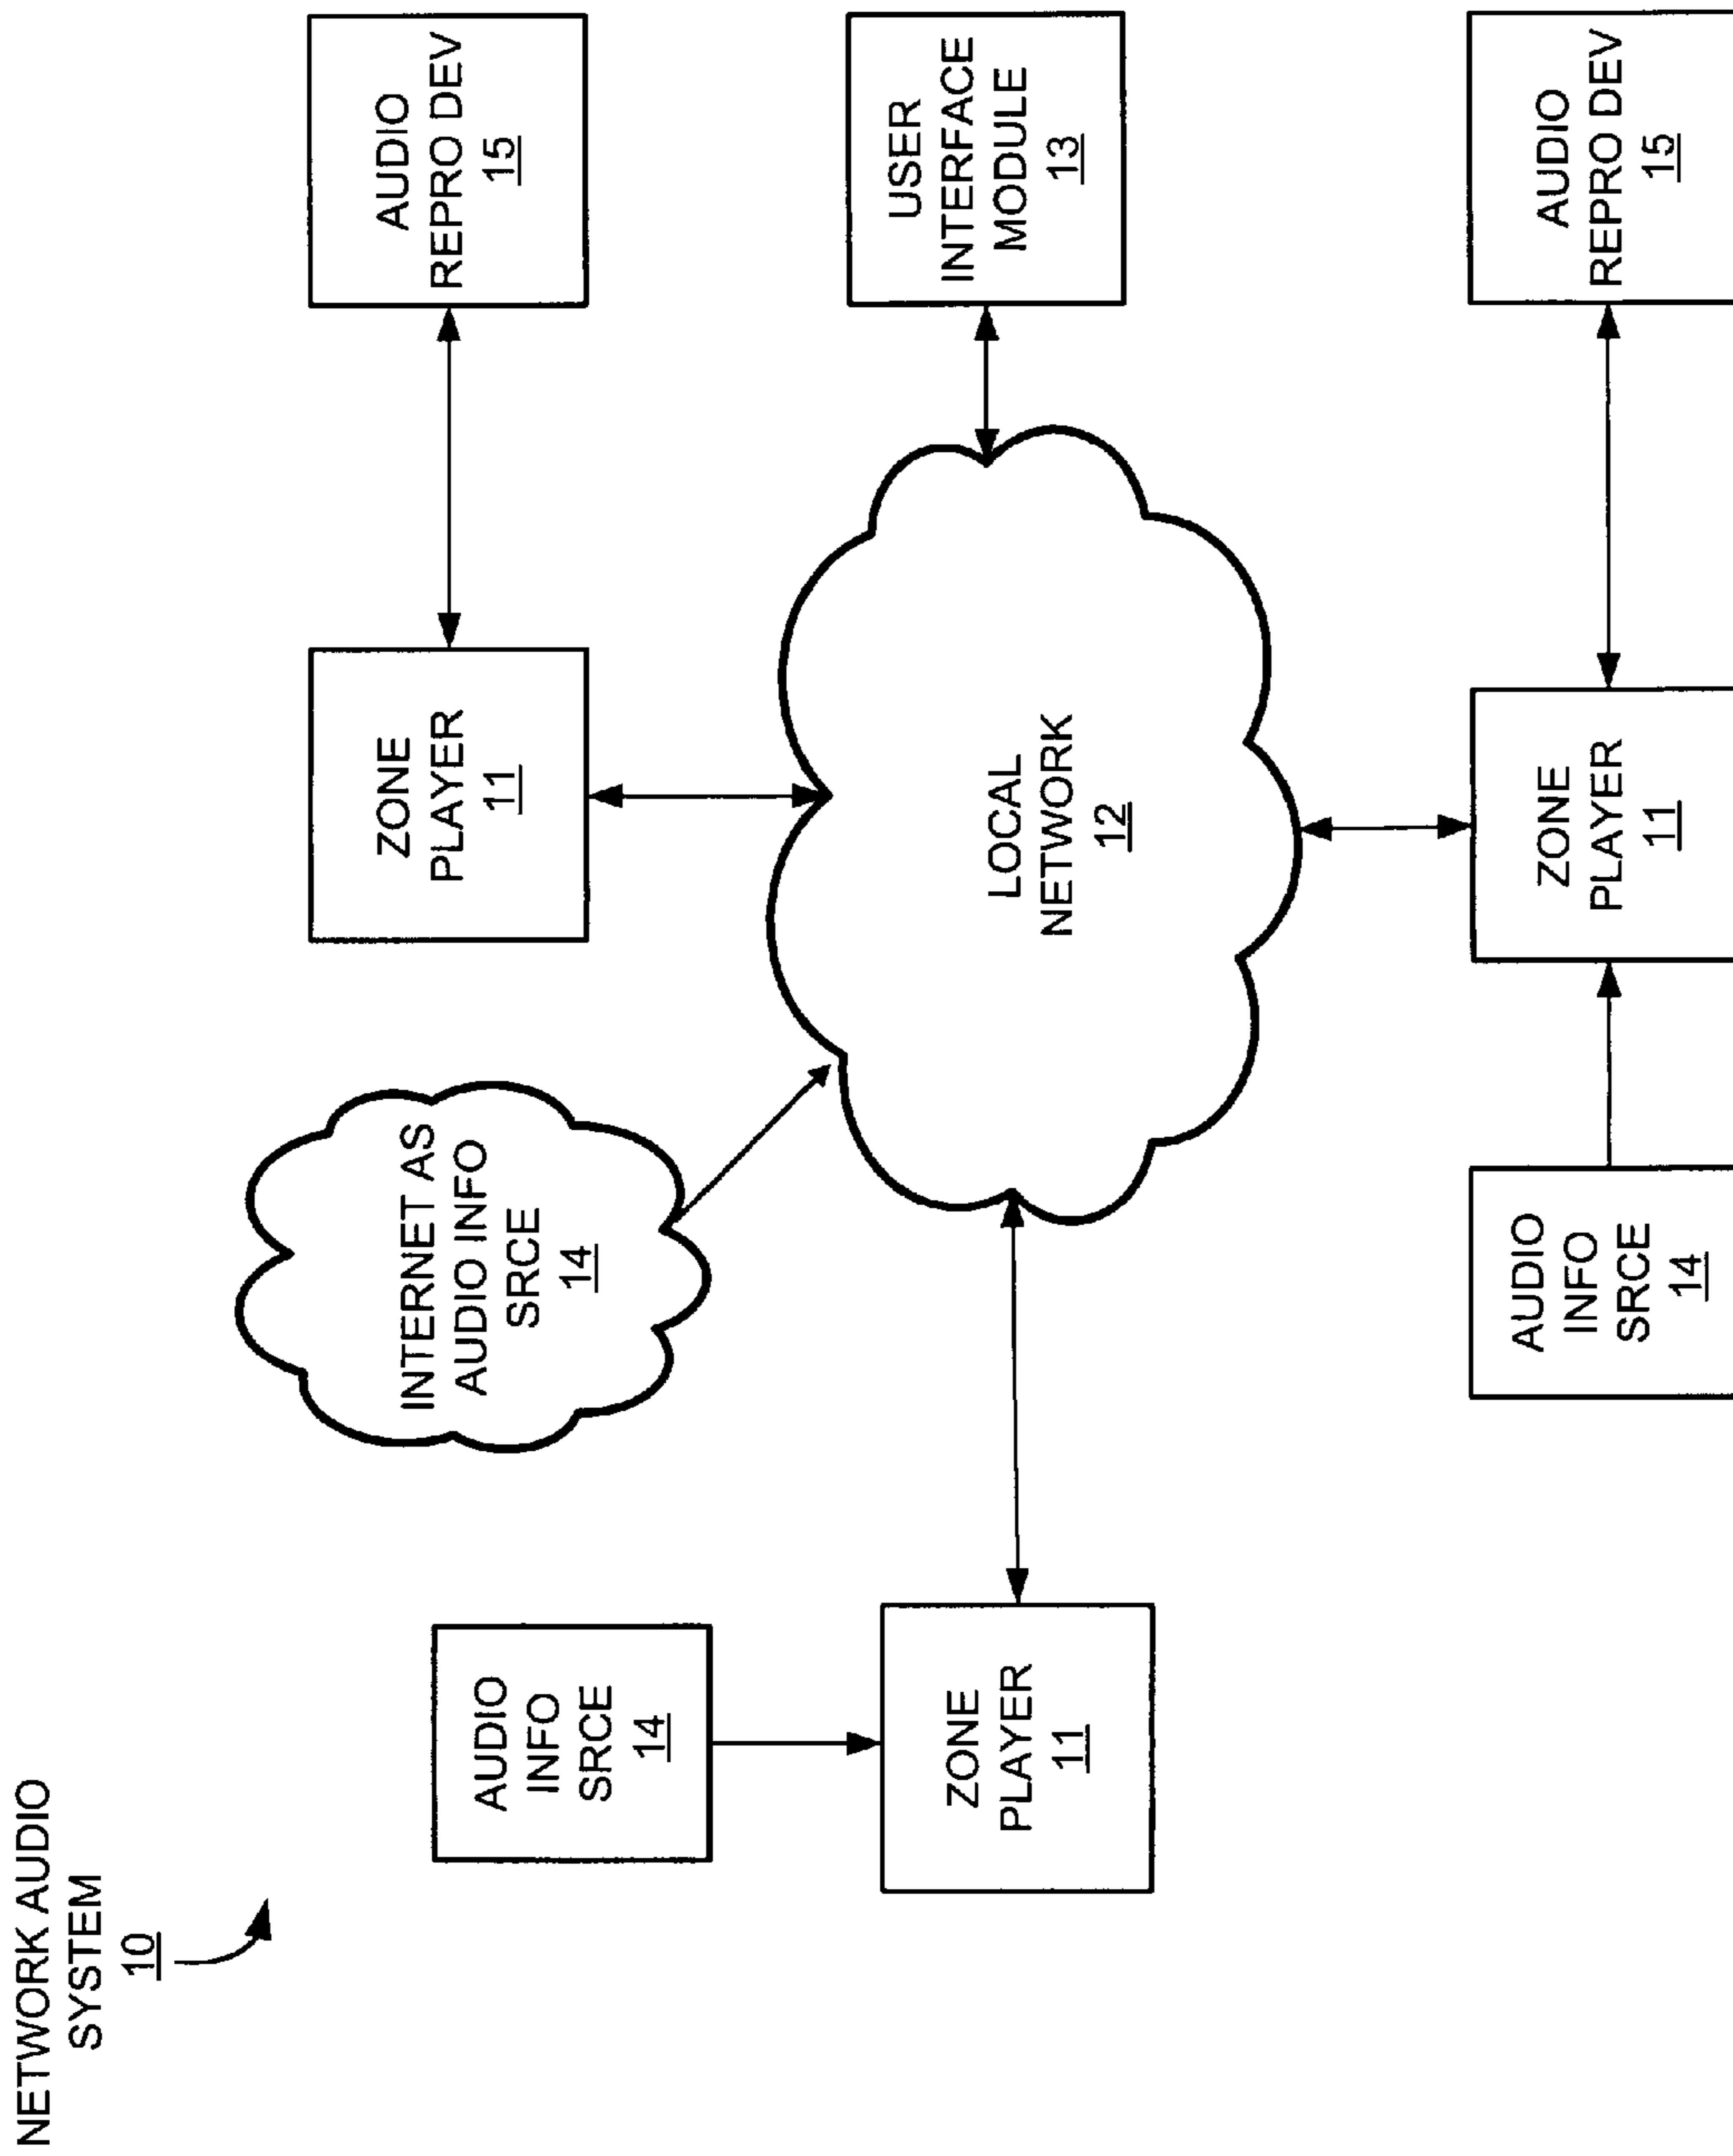 NETWORK AUDIO
SYSTEM
10
AUDIO
INFO
SRCE
14
ZONE
PLAYER
11
INTERNET AS
AUDIO INFO
SRCE
14
ZONE
PLAYER
11
AUDIO
REPRO DEV
15
LOCAL
NETWORK
12
USER
INTERFACE
MODULE
13
AUDIO
INFO
SRCE
14
ZONE
PLAYER
11
AUDIO
REPRO DEV
15